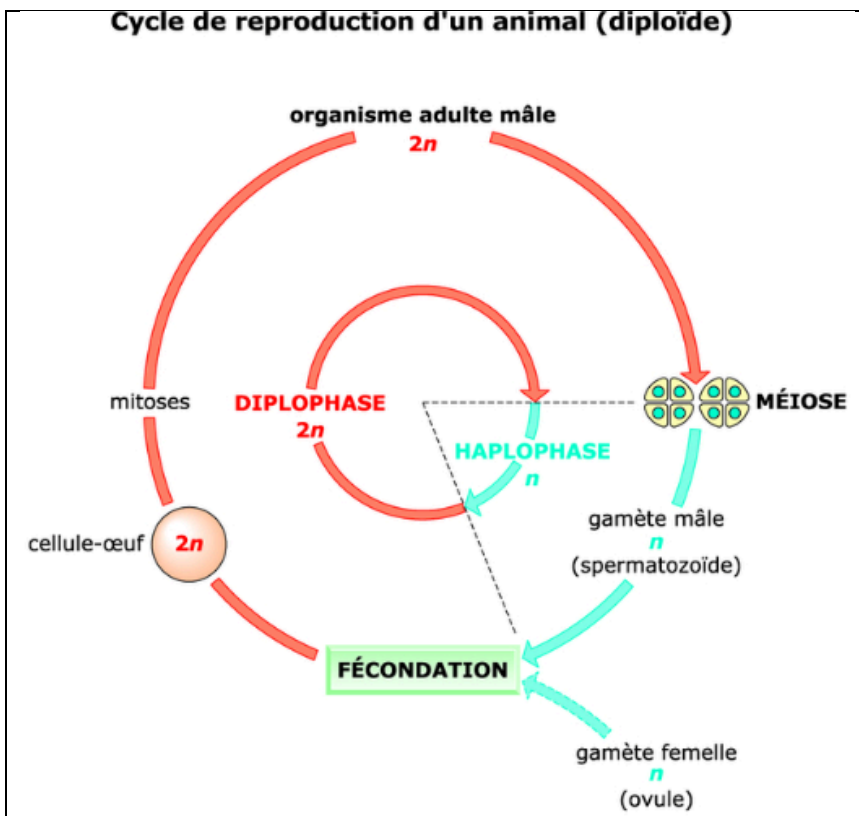 Cycle de reproduction d'un animal (diploïde)
organisme adulte mâle
2n
mitoses
DIPLOPHASE
2n
MÉIOSE
HAPLOPHASE
n
gamète mâle
n
(spermatozoïde)
cellule-œuf
2n
FÉCONDATION
gamète femelle
n
(ovule)